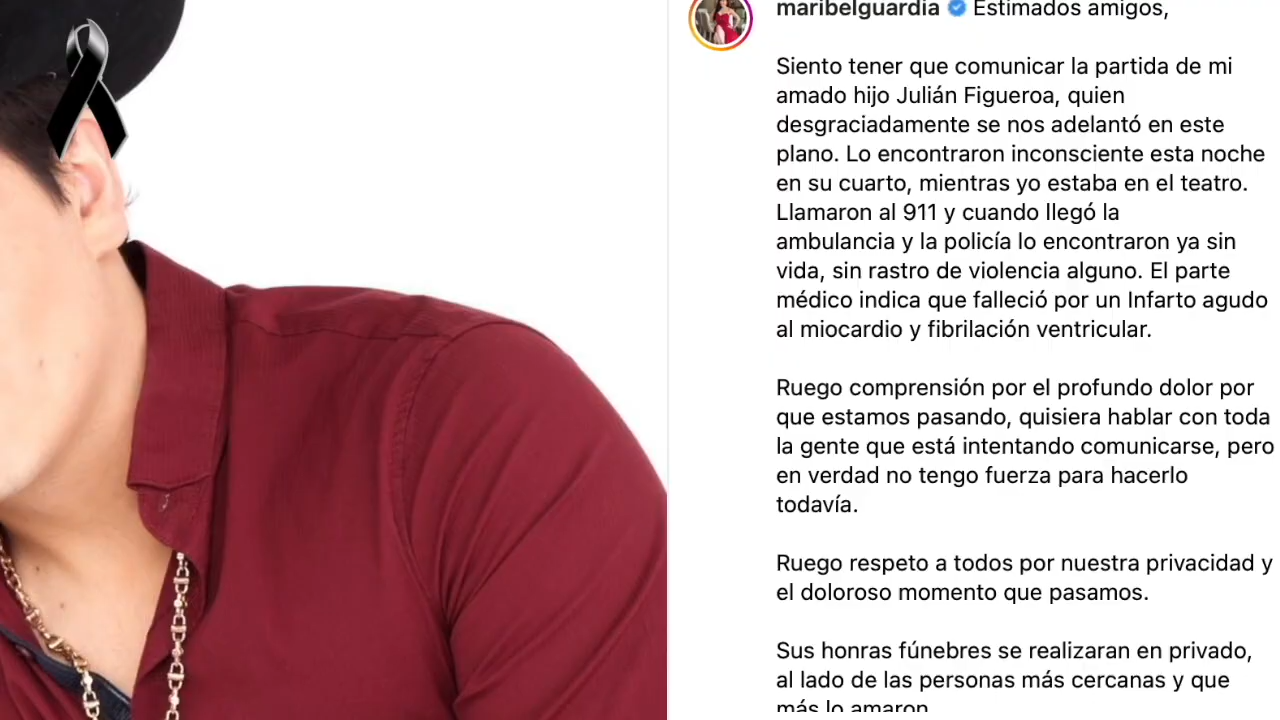 maribelguardia Estimados amigos,
Siento tener que comunicar la partida de mi
amado hijo Julián Figueroa, quien
desgraciadamente se nos adelantó en este
plano. Lo encontraron inconsciente esta noche
en su cuarto, mientras yo estaba en el teatro.
Llamaron al 911 y cuando llegó la
ambulancia y la policía lo encontraron ya sin
vida, sin rastro de violencia alguno. El parte
médico indica que falleció por un Infarto agudo
al miocardio y fibrilación ventricular.
Ruego comprensión por el profundo dolor por
que estamos pasando, quisiera hablar con toda
la gente que está intentando comunicarse, pero
en verdad no tengo fuerza para hacerlo
todavía.
Ruego respeto a todos por nuestra privacidad y
el doloroso momento que pasamos.
Sus honras fúnebres se realizaran en privado,
al lado de las personas más cercanas y que
más lo amaron